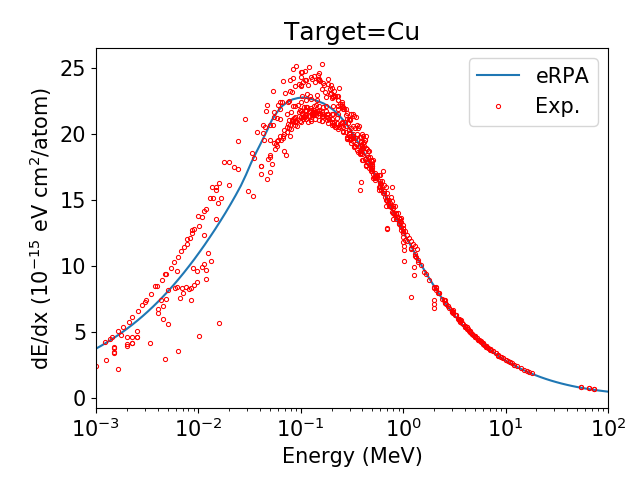 Target=Cu
dE/dx (10⁻¹⁵ eV cm²/atom)
25
20
15
10
5
0
eRPA
Exp.
10⁻³ 10⁻² 10⁻¹ 10⁰ 10¹ 10²
Energy (MeV)